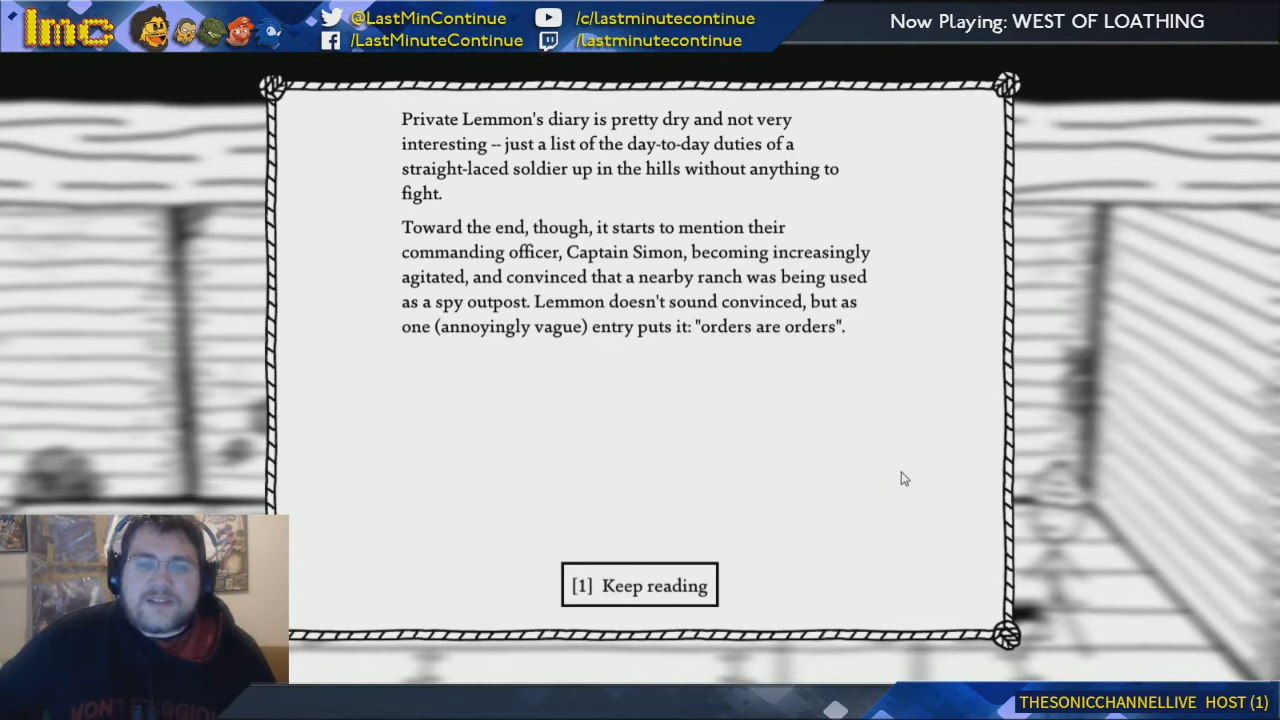 lmc
@LastMinContinue
/c/lastminutecontinue
/LastMinuteContinue
/lastminutecontinue
Now Playing: WEST OF LOATHING
Private Lemmon's diary is pretty dry and not very
interesting -- just a list of the day-to-day duties of a
straight-laced soldier up in the hills without anything to
fight.
Toward the end, though, it starts to mention their
commanding officer, Captain Simon, becoming increasingly
agitated, and convinced that a nearby ranch was being used
as a spy outpost. Lemmon doesn't sound convinced, but as
one (annoyingly vague) entry puts it: "orders are orders".
[1] Keep reading
THESONICCHANNELLIVE HOST (1)